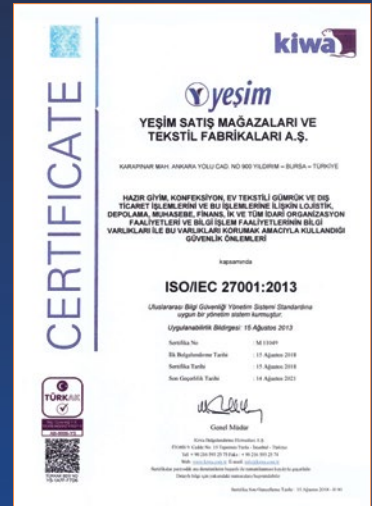 kiwa
CERTIFICATE
yeşim
YEŞİM SATIŞ MAĞAZALARI VE
TEKSTİL FABRİKALARI A.Ş.
KARAPINAR MAH. ANKARA YOLU CAD. NO 900 YILDIRIM – BURSA – TÜRKİYE
HAZIR GİYİM, KONFEKSİYON, EV TEKSTİLİ GÜMRÜK VE DIŞ
TİCARET İŞLEMLERİNİ VE BU İŞLEMLERİNE İLİŞKİN LOJİSTİK,
DEPOLAMA, MUHASEBE, FİNANS, İK VE TÜM İDARİ ORGANİZASYON
FAALİYETLERİ VE BİLGİ İŞLEM FAALİYETLERİNİN BİLGİ
VARLIKLARI İLE BU VARLIKLARI KORUMAK AMACIYLA KULLANDIĞI
GÜVENLİK ÖNLEMLERİ
kapsamında
ISO/IEC 27001:2013
Uluslararası Bilgi Güvenliği Yönetim Sistemi Standardına
uygun bir yönetim sistem kurmuştur.
Uygulanabilirlik Bildirgesi: 15 Ağustos 2013
Sertifika No : M 11049
İlk Belgelendirme Tarihi : 15 Ağustos 2018
Sertifika Tarihi : 15 Ağustos 2018
Son Geçerlilik Tarihi : 14 Ağustos 2021
Genel Müdür
TÜRKAK
Kiwa Belgelendirme Hizmetleri A.Ş.